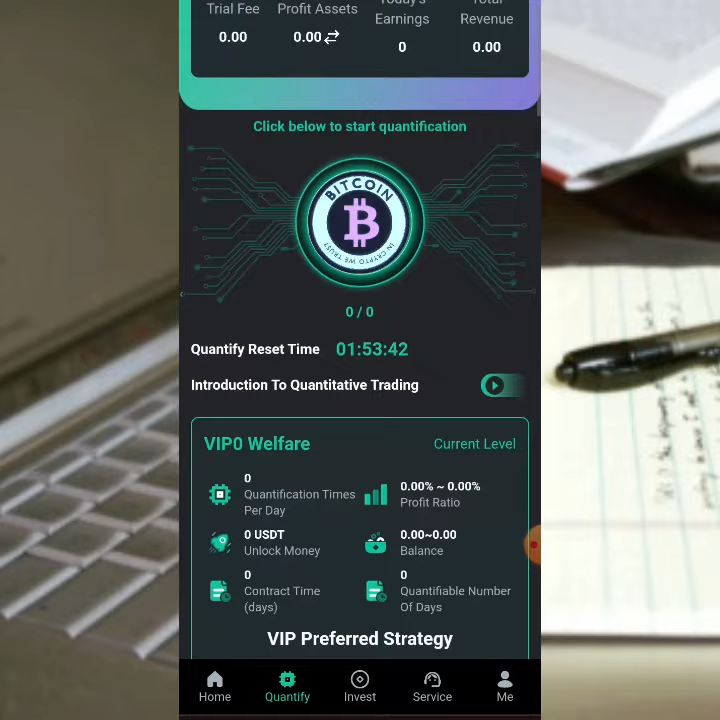 Trial Fee
Profit Assets
Today's
Earnings
Total
Revenue
0.00
0.00
0
0.00
Click below to start quantification
BITCOIN
IN CRYPTO WE TRUST
0 / 0
Quantify Reset Time 01:53:42
Introduction To Quantitative Trading
VIP0 Welfare
Current Level
0
Quantification Times
Per Day
0.00% ~ 0.00%
Profit Ratio
0 USDT
Unlock Money
0.00~0.00
Balance
0
Contract Time
(days)
0
Quantifiable Number
Of Days
VIP Preferred Strategy
Home
Quantify
Invest
Service
Me